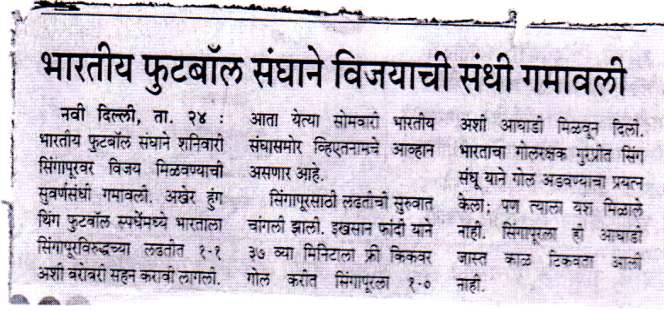 भारतीय फुटबॉल संघाने विजयाची संधी गमावली
नवी दिल्ली, ता. २४ :
भारतीय फुटबॉल संघाने शनिवारी
सिंगापूरवर विजय मिळवण्याची
सुवर्णसंधी गमावली. अखेर हुंग
थिंग फुटबॉल स्पर्धेमध्ये भारताला
सिंगापूरविरुद्धच्या लढतीत १-१
अशी बरोबरी सहन करावी लागली.
आता येत्या सोमवारी भारतीय
संघासमोर व्हिएतनामचे आव्हान
असणार आहे.
सिंगापूरसाठी लढतीची सुरुवात
चांगली झाली. इखसान फांदी याने
३७ व्या मिनिटाला फ्री किकवर
गोल करीत सिंगापूरला १-०
अशी आघाडी मिळवून दिली.
भारताचा गोलरक्षक गुरप्रीत सिंग
संधू याने गोल अडवण्याचा प्रयत्न
केला; पण त्याला यश मिळाले
नाही. सिंगापूरला ही आघाडी
जास्त काळ टिकवता आली
नाही.